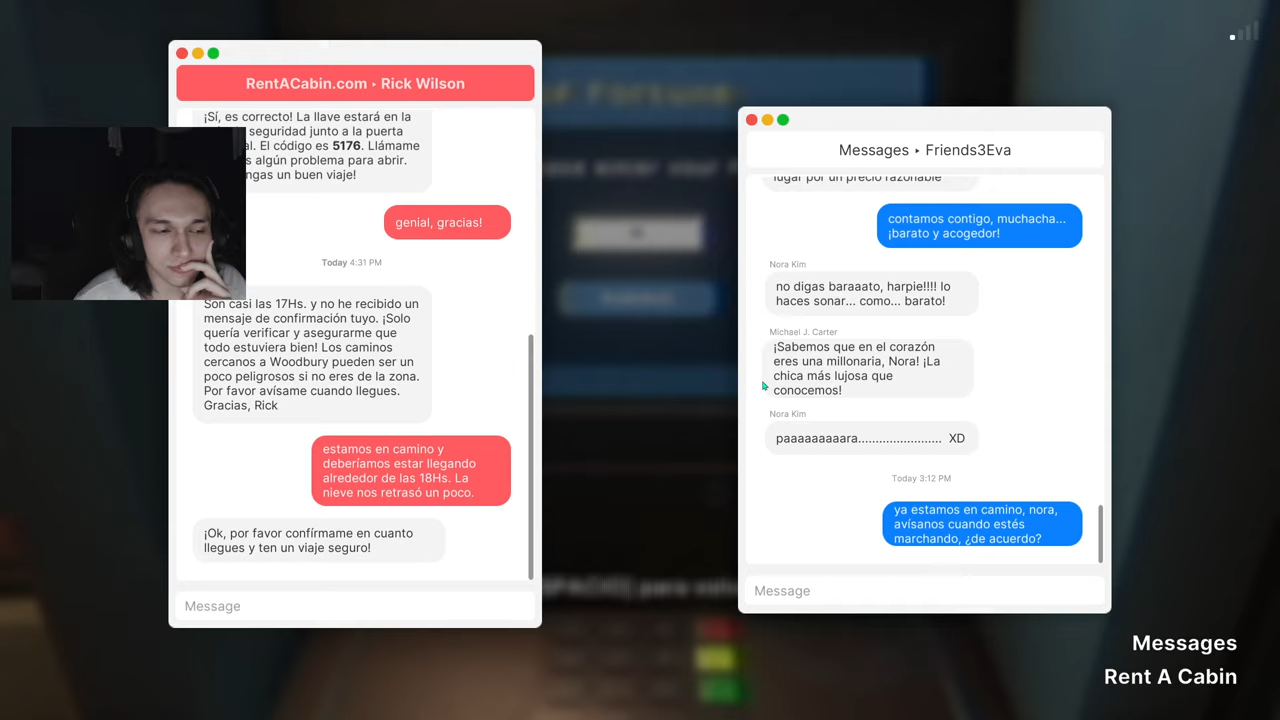 RentACabin.com ▸ Rick Wilson
¡Sí, es correcto! La llave estará en la
seguridad junto a la puerta
El código es 5176. Llámame
algún problema para abrir.
un buen viaje!
genial, gracias!
Today 4:31 PM
Son casi las 17Hs. y no he recibido un
mensaje de confirmación tuyo. ¡Solo
quería verificar y asegurarme que
todo estuviera bien! Los caminos
cercanos a Woodbury pueden ser un
poco peligrosos si no eres de la zona.
Por favor avísame cuando llegues.
Gracias, Rick
estamos en camino y
deberíamos estar llegando
alrededor de las 18Hs. La
nieve nos retrasó un poco.
¡Ok, por favor confírmame en cuanto
llegues y ten un viaje seguro!
Message
Messages ▸ Friends3Eva
lugar por un precio razonable
contamos contigo, muchacha...
¡barato y acogedor!
Nora Kim
no digas baraaato, harpie!!!! lo
haces sonar... como... barato!
Michael J. Carter
¡Sabemos que en el corazón
eres una millonaria, Nora! ¡La
chica más lujosa que
conocemos!
Nora Kim
paaaaaaaaara....................... XD
Today 3:12 PM
ya estamos en camino, nora,
avísanos cuando estés
marchando, ¿de acuerdo?
Message
Messages
Rent A Cabin